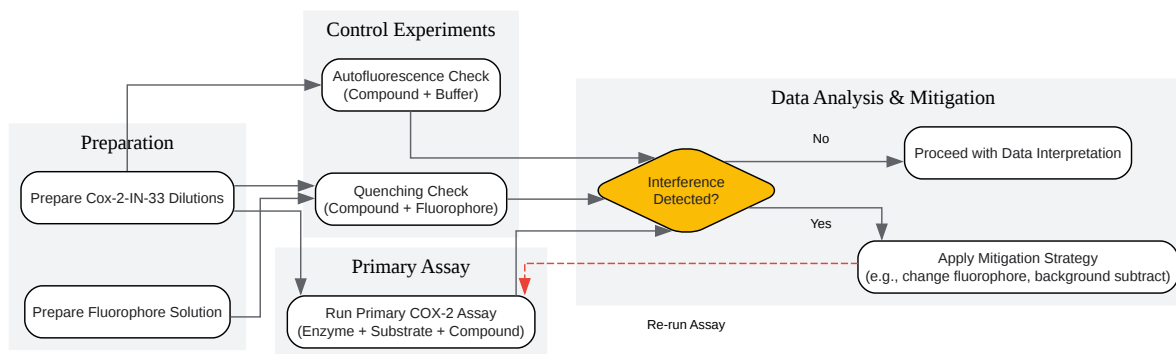 Control Experiments
Autofluorescence Check
(Compound + Buffer)
Data Analysis & Mitigation
Preparation
No
Proceed with Data Interpretation
Prepare Cox-2-IN-33 Dilutions
Quenching Check
(Compound + Fluorophore)
Interference
Detected?
Yes
Primary Assay
Apply Mitigation Strategy
(e.g., change fluorophore, background subtract)
Prepare Fluorophore Solution
Run Primary COX-2 Assay
(Enzyme + Substrate + Compound)
Re-run Assay